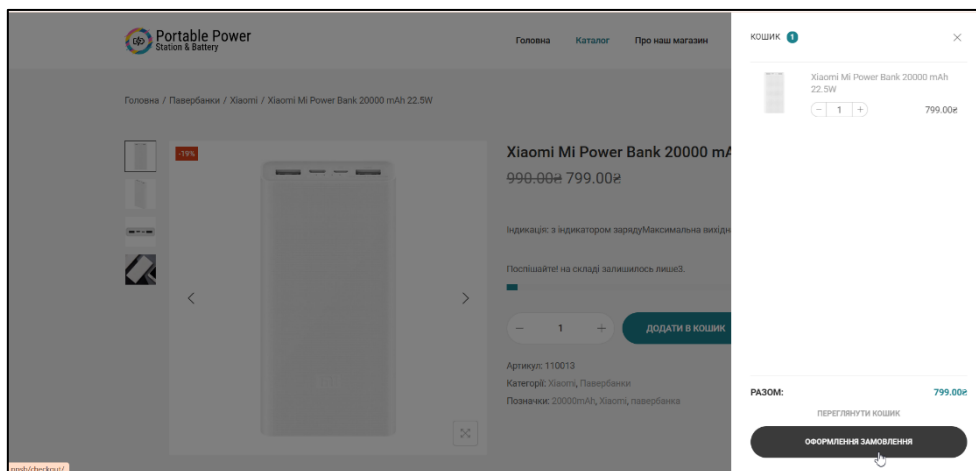 Portable Power
Station & Battery
Головна Каталог Про наш магазин
Головна / Павербанки / Xiaomi / Xiaomi Mi Power Bank 20000 mAh 22.5W
-19%
Xiaomi Mi Power Bank 20000 mA
990.00₴ 799.00₴
Індикація: з індикатором зарядуМаксимальна вихідн
Поспішайте! на складі залишилось лише3.
− 1 + ДОДАТИ В КОШИК
Артикул: 110013
Категорії: Xiaomi, Павербанки
Позначки: 20000mAh, Xiaomi, павербанка
КОШИК 1 ×
Xiaomi Mi Power Bank 20000 mAh
22.5W
− 1 + 799.00₴
РАЗОМ: 799.00₴
ПЕРЕГЛЯНУТИ КОШИК
ОФОРМЛЕННЯ ЗАМОВЛЕННЯ